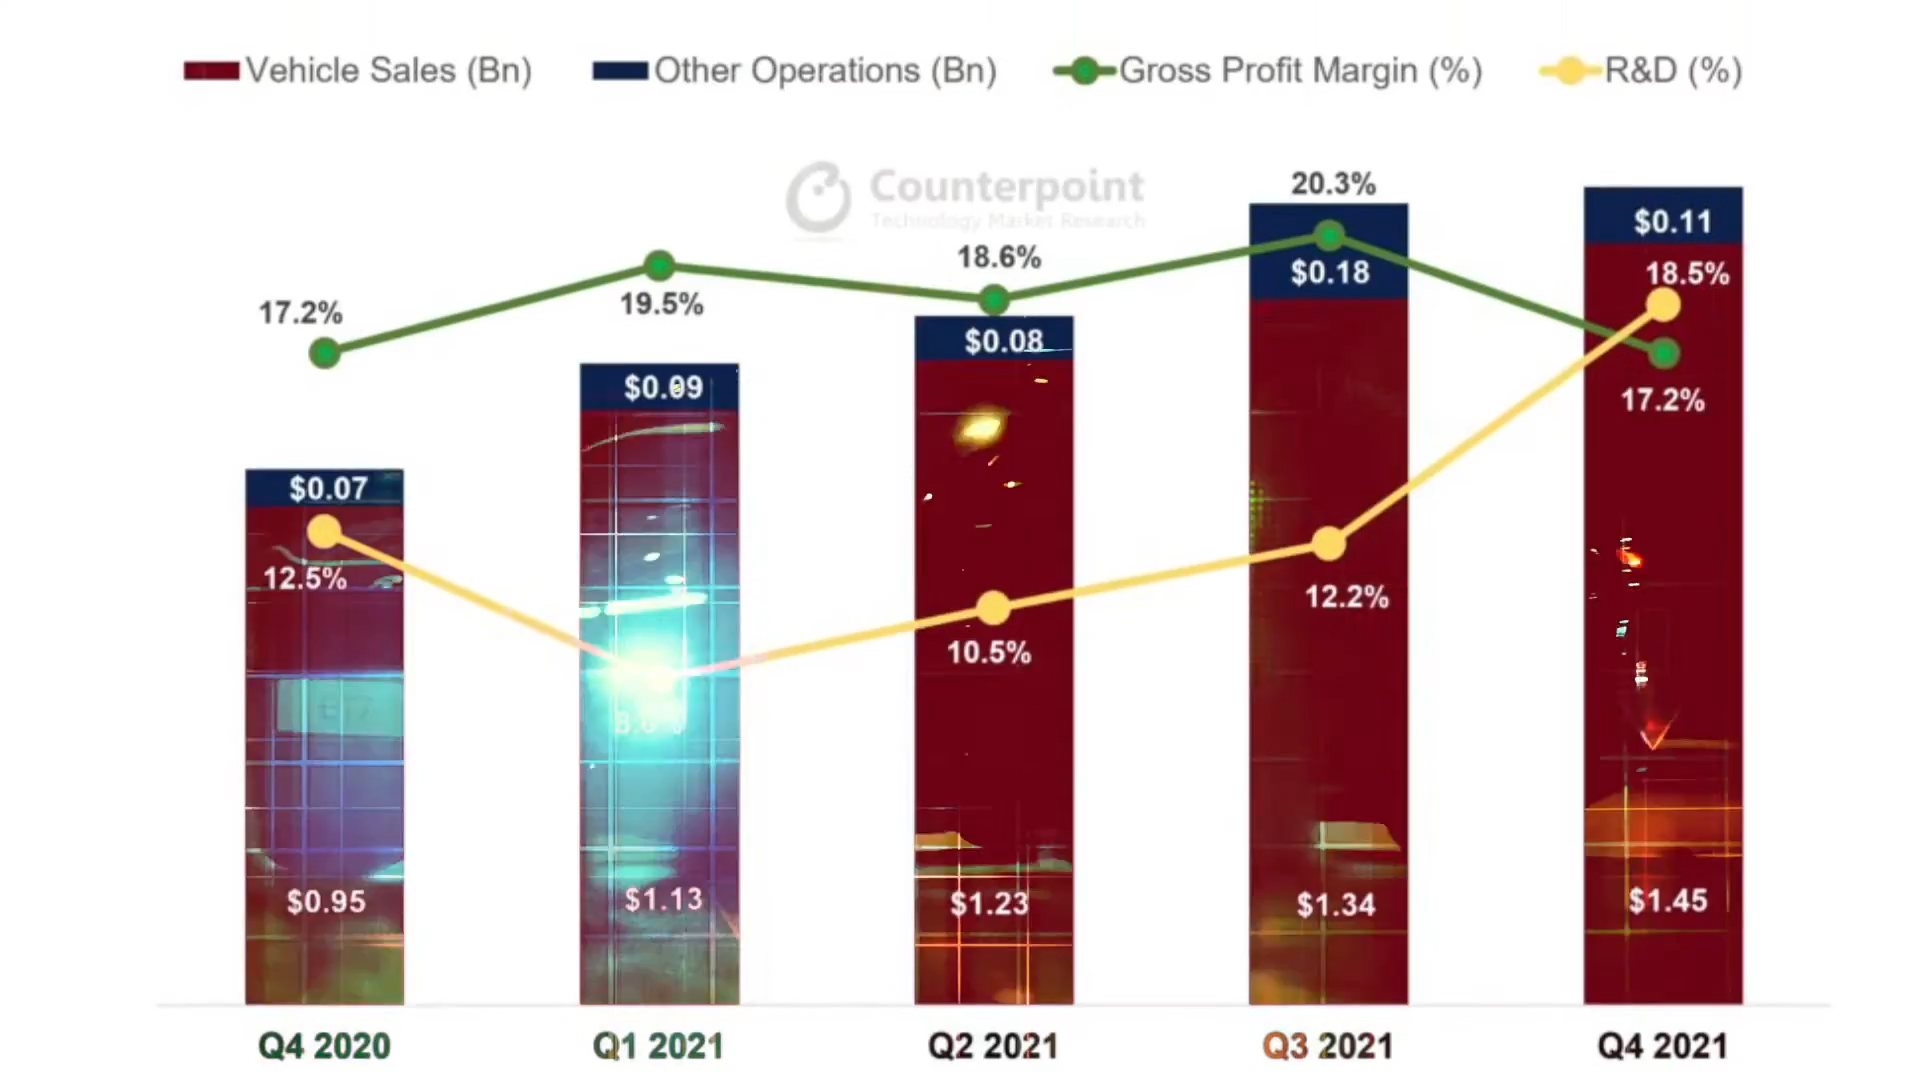 Vehicle Sales (Bn) Other Operations (Bn) Gross Profit Margin (%) R&D (%)
Counterpoint
Technology Market Research
20.3%
$0.11
18.6%
$0.18
18.5%
17.2%
19.5%
$0.08
$0.09
17.2%
$0.07
12.5%
12.2%
10.5%
$0.95
$1.13
$1.23
$1.34
$1.45
Q4 2020
Q1 2021
Q2 2021
Q3 2021
Q4 2021